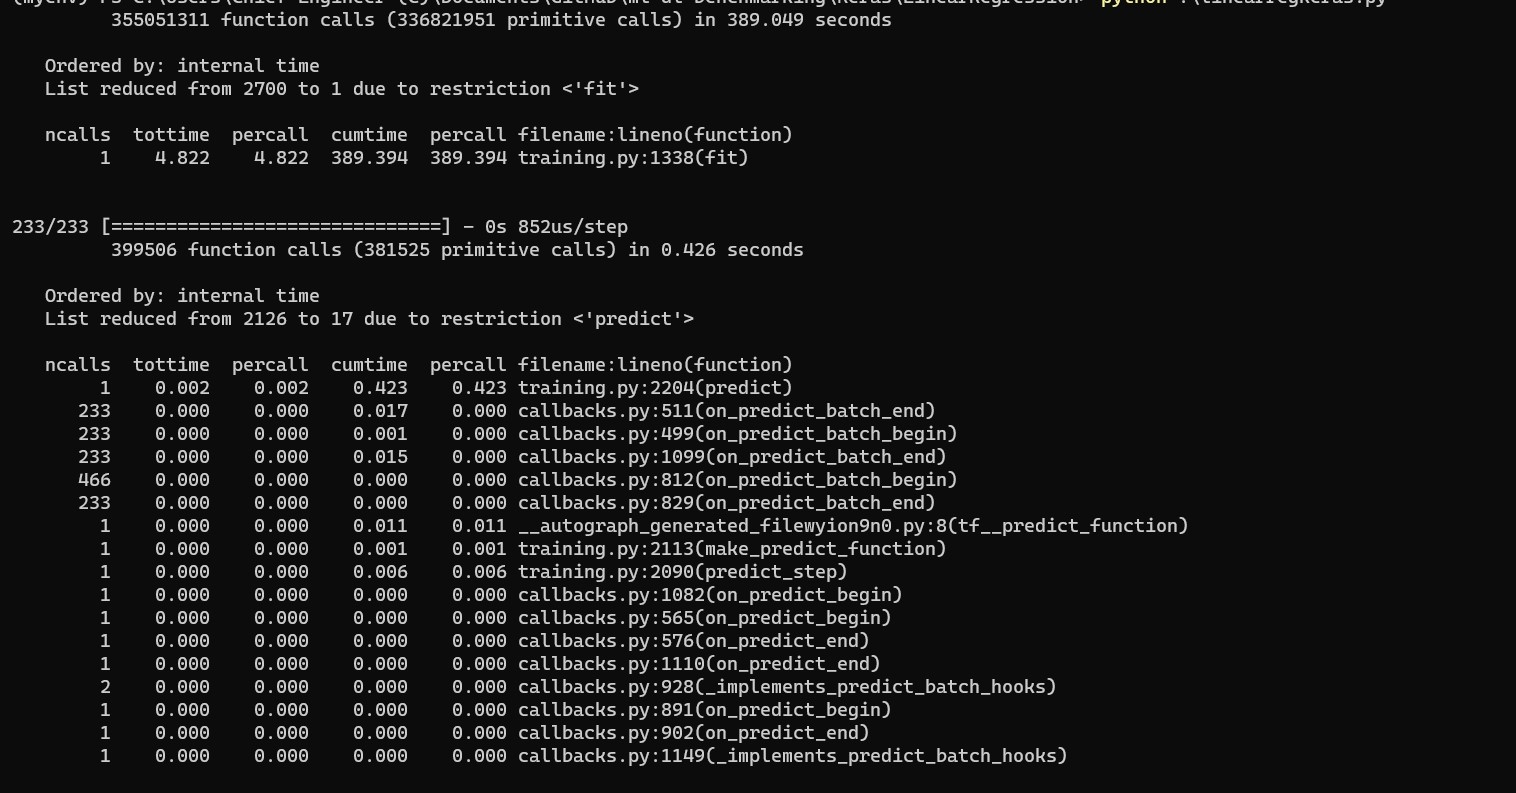 355051311 function calls (336821951 primitive calls) in 389.049 seconds
Ordered by: internal time
List reduced from 2700 to 1 due to restriction <'fit'>
ncalls  tottime  percall  cumtime  percall filename:lineno(function)
1    4.822    4.822  389.394  389.394 training.py:1338(fit)
233/233 [==============================] - 0s 852us/step
399506 function calls (381525 primitive calls) in 0.426 seconds
Ordered by: internal time
List reduced from 2126 to 17 due to restriction <'predict'>
ncalls  tottime  percall  cumtime  percall filename:lineno(function)
1    0.002    0.002    0.423    0.423 training.py:2204(predict)
233    0.000    0.000    0.017    0.000 callbacks.py:511(on_predict_batch_end)
233    0.000    0.000    0.001    0.000 callbacks.py:499(on_predict_batch_begin)
233    0.000    0.000    0.015    0.000 callbacks.py:1099(on_predict_batch_end)
466    0.000    0.000    0.000    0.000 callbacks.py:812(on_predict_batch_begin)
233    0.000    0.000    0.000    0.000 callbacks.py:829(on_predict_batch_end)
1    0.000    0.000    0.011    0.011 __autograph_generated_filewyion9n0.py:8(tf__predict_function)
1    0.000    0.000    0.001    0.001 training.py:2113(make_predict_function)
1    0.000    0.000    0.006    0.006 training.py:2090(predict_step)
1    0.000    0.000    0.000    0.000 callbacks.py:1082(on_predict_begin)
1    0.000    0.000    0.000    0.000 callbacks.py:565(on_predict_begin)
1    0.000    0.000    0.000    0.000 callbacks.py:576(on_predict_end)
1    0.000    0.000    0.000    0.000 callbacks.py:1110(on_predict_end)
2    0.000    0.000    0.000    0.000 callbacks.py:928(_implements_predict_batch_hooks)
1    0.000    0.000    0.000    0.000 callbacks.py:891(on_predict_begin)
1    0.000    0.000    0.000    0.000 callbacks.py:902(on_predict_end)
1    0.000    0.000    0.000    0.000 callbacks.py:1149(_implements_predict_batch_hooks)